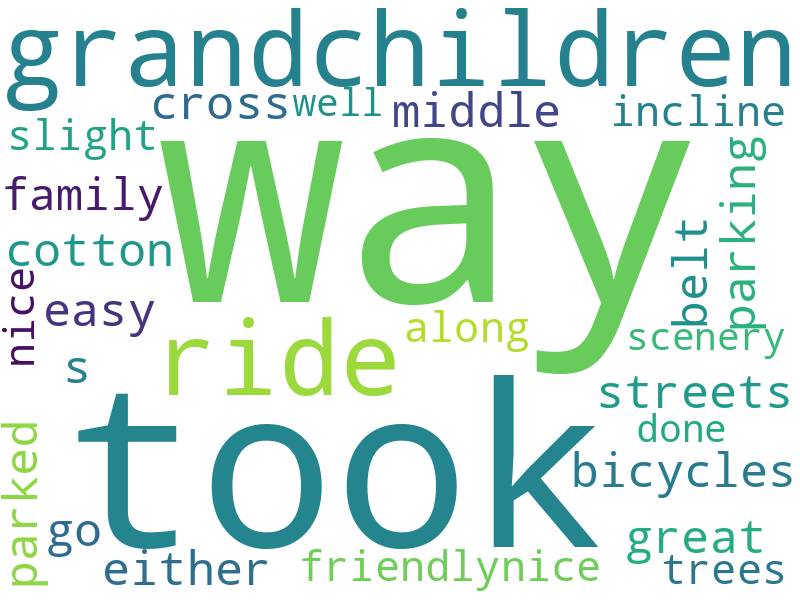 grandchildren
cross well middle incline
slight
way
family
parking
belt
cotton
nice
easy
along
ride
scenery
s
took
streets
done
parked
bicycles
go
great
either friendlynice trees